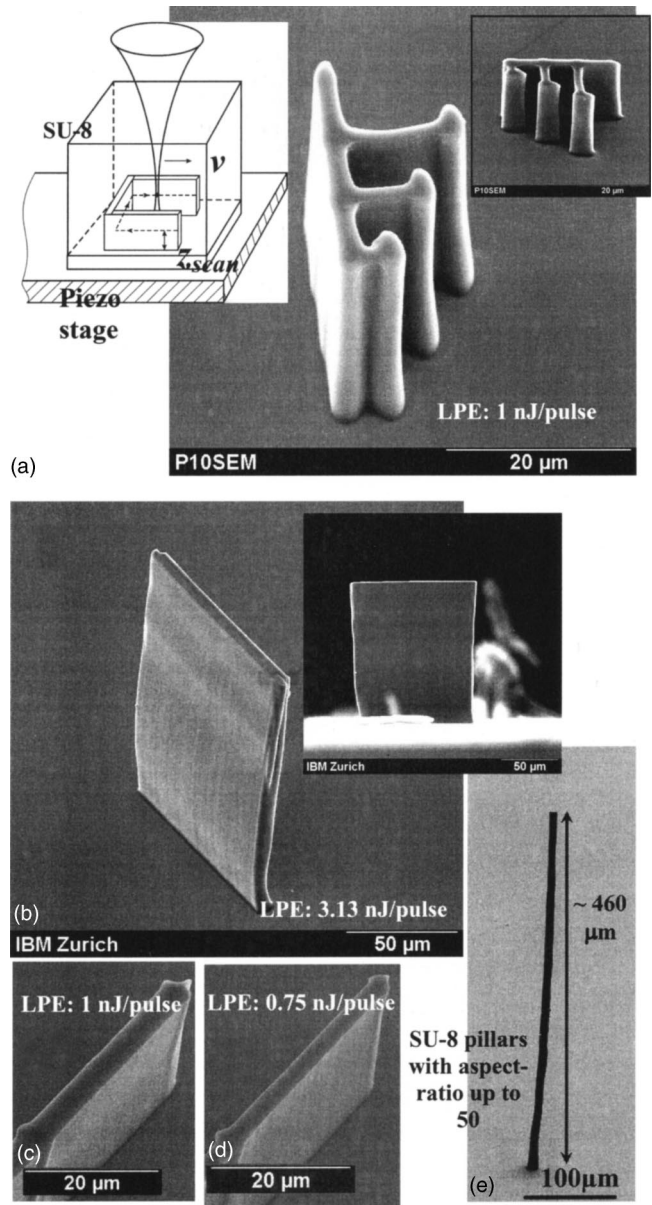 SU-8
v
Zscan
Piezo
stage
P10SEM
20 μm
LPE: 1 nJ/pulse
(a)
P10SEM
20 μm
IBM Zurich
50 μm
(b)
LPE: 3.13 nJ/pulse
IBM Zurich
50 μm
LPE: 1 nJ/pulse
(c)
20 μm
LPE: 0.75 nJ/pulse
(d)
20 μm
~ 460
μm
SU-8 pillars
with aspect-
ratio up to
50
(e)
100μm